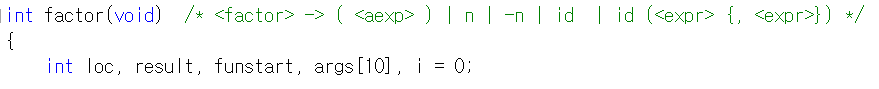 int factor(void)  /* <factor> -> ( <aexp> ) | n | -n | id  | id (<expr> {, <expr>}) */
{
    int loc, result, funstart, args[10], i = 0;